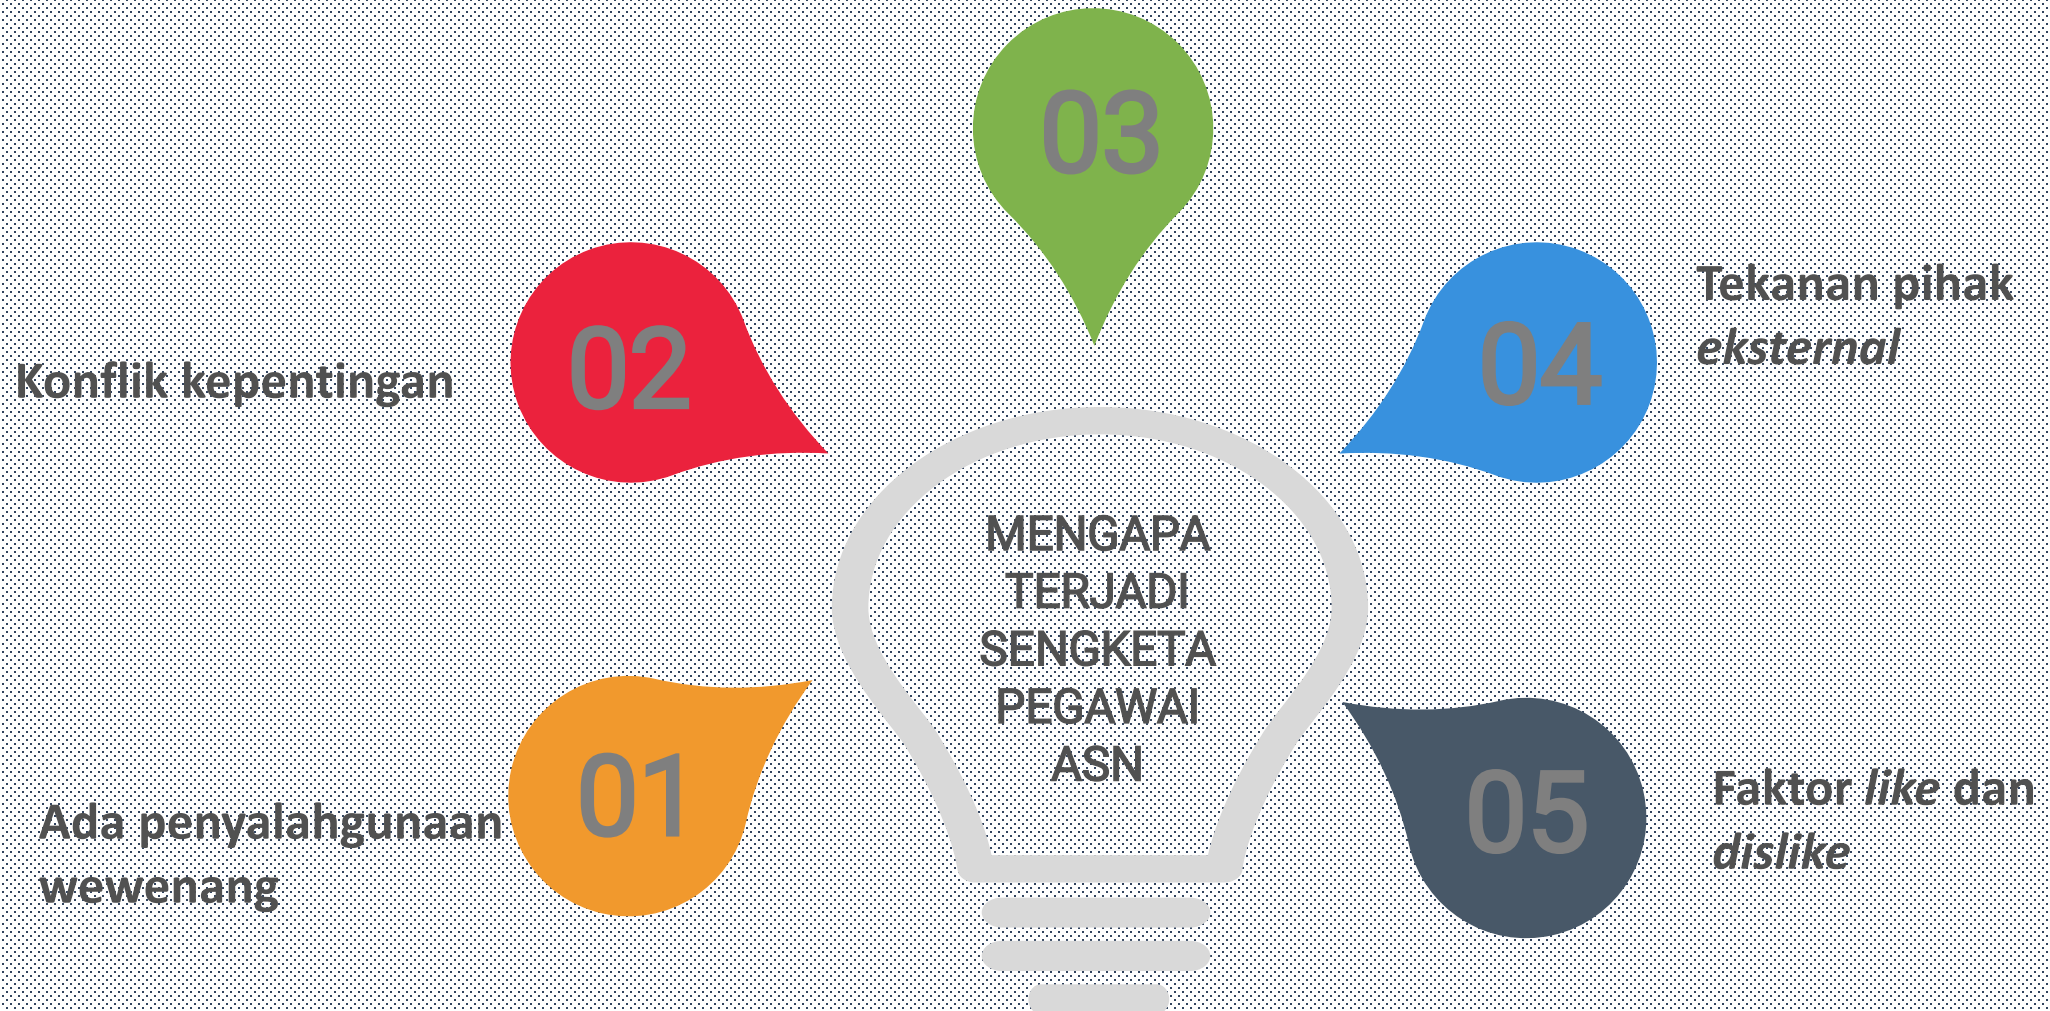 03
02
04
Tekanan pihak
eksternal
Konflik kepentingan
MENGAPA
TERJADI
SENGKETA
PEGAWAI
ASN
01
Ada penyalahgunaan
wewenang
05
Faktor like dan
dislike